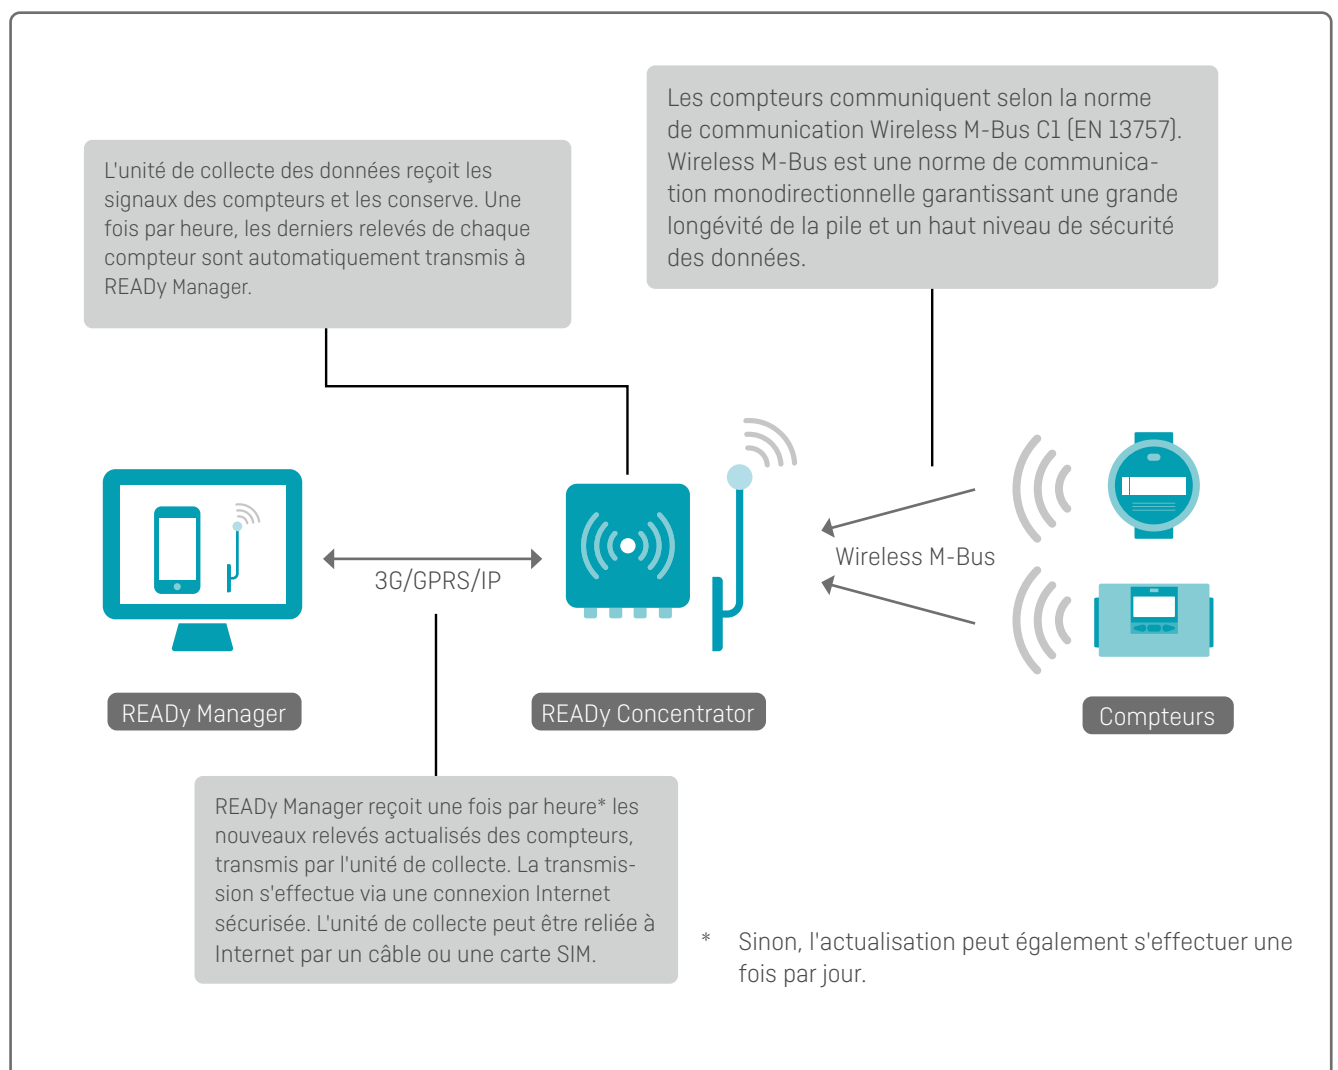 Les compteurs communiquent selon la norme
de communication Wireless M-Bus C1 (EN 13757).
Wireless M-Bus est une norme de communica-
tion monodirectionnelle garantissant une grande
longévité de la pile et un haut niveau de sécurité
des données.
L'unité de collecte des données reçoit les
signaux des compteurs et les conserve. Une
fois par heure, les derniers relevés de chaque
compteur sont automatiquement transmis à
READy Manager.
3G/GPRS/IP
Wireless M-Bus
READy Manager
READy Concentrator
Compteurs
READy Manager reçoit une fois par heure* les
nouveaux relevés actualisés des compteurs,
transmis par l'unité de collecte. La transmis-
sion s'effectue via une connexion Internet
sécurisée. L'unité de collecte peut être reliée à
Internet par un câble ou une carte SIM.
* Sinon, l'actualisation peut également s'effectuer une
fois par jour.